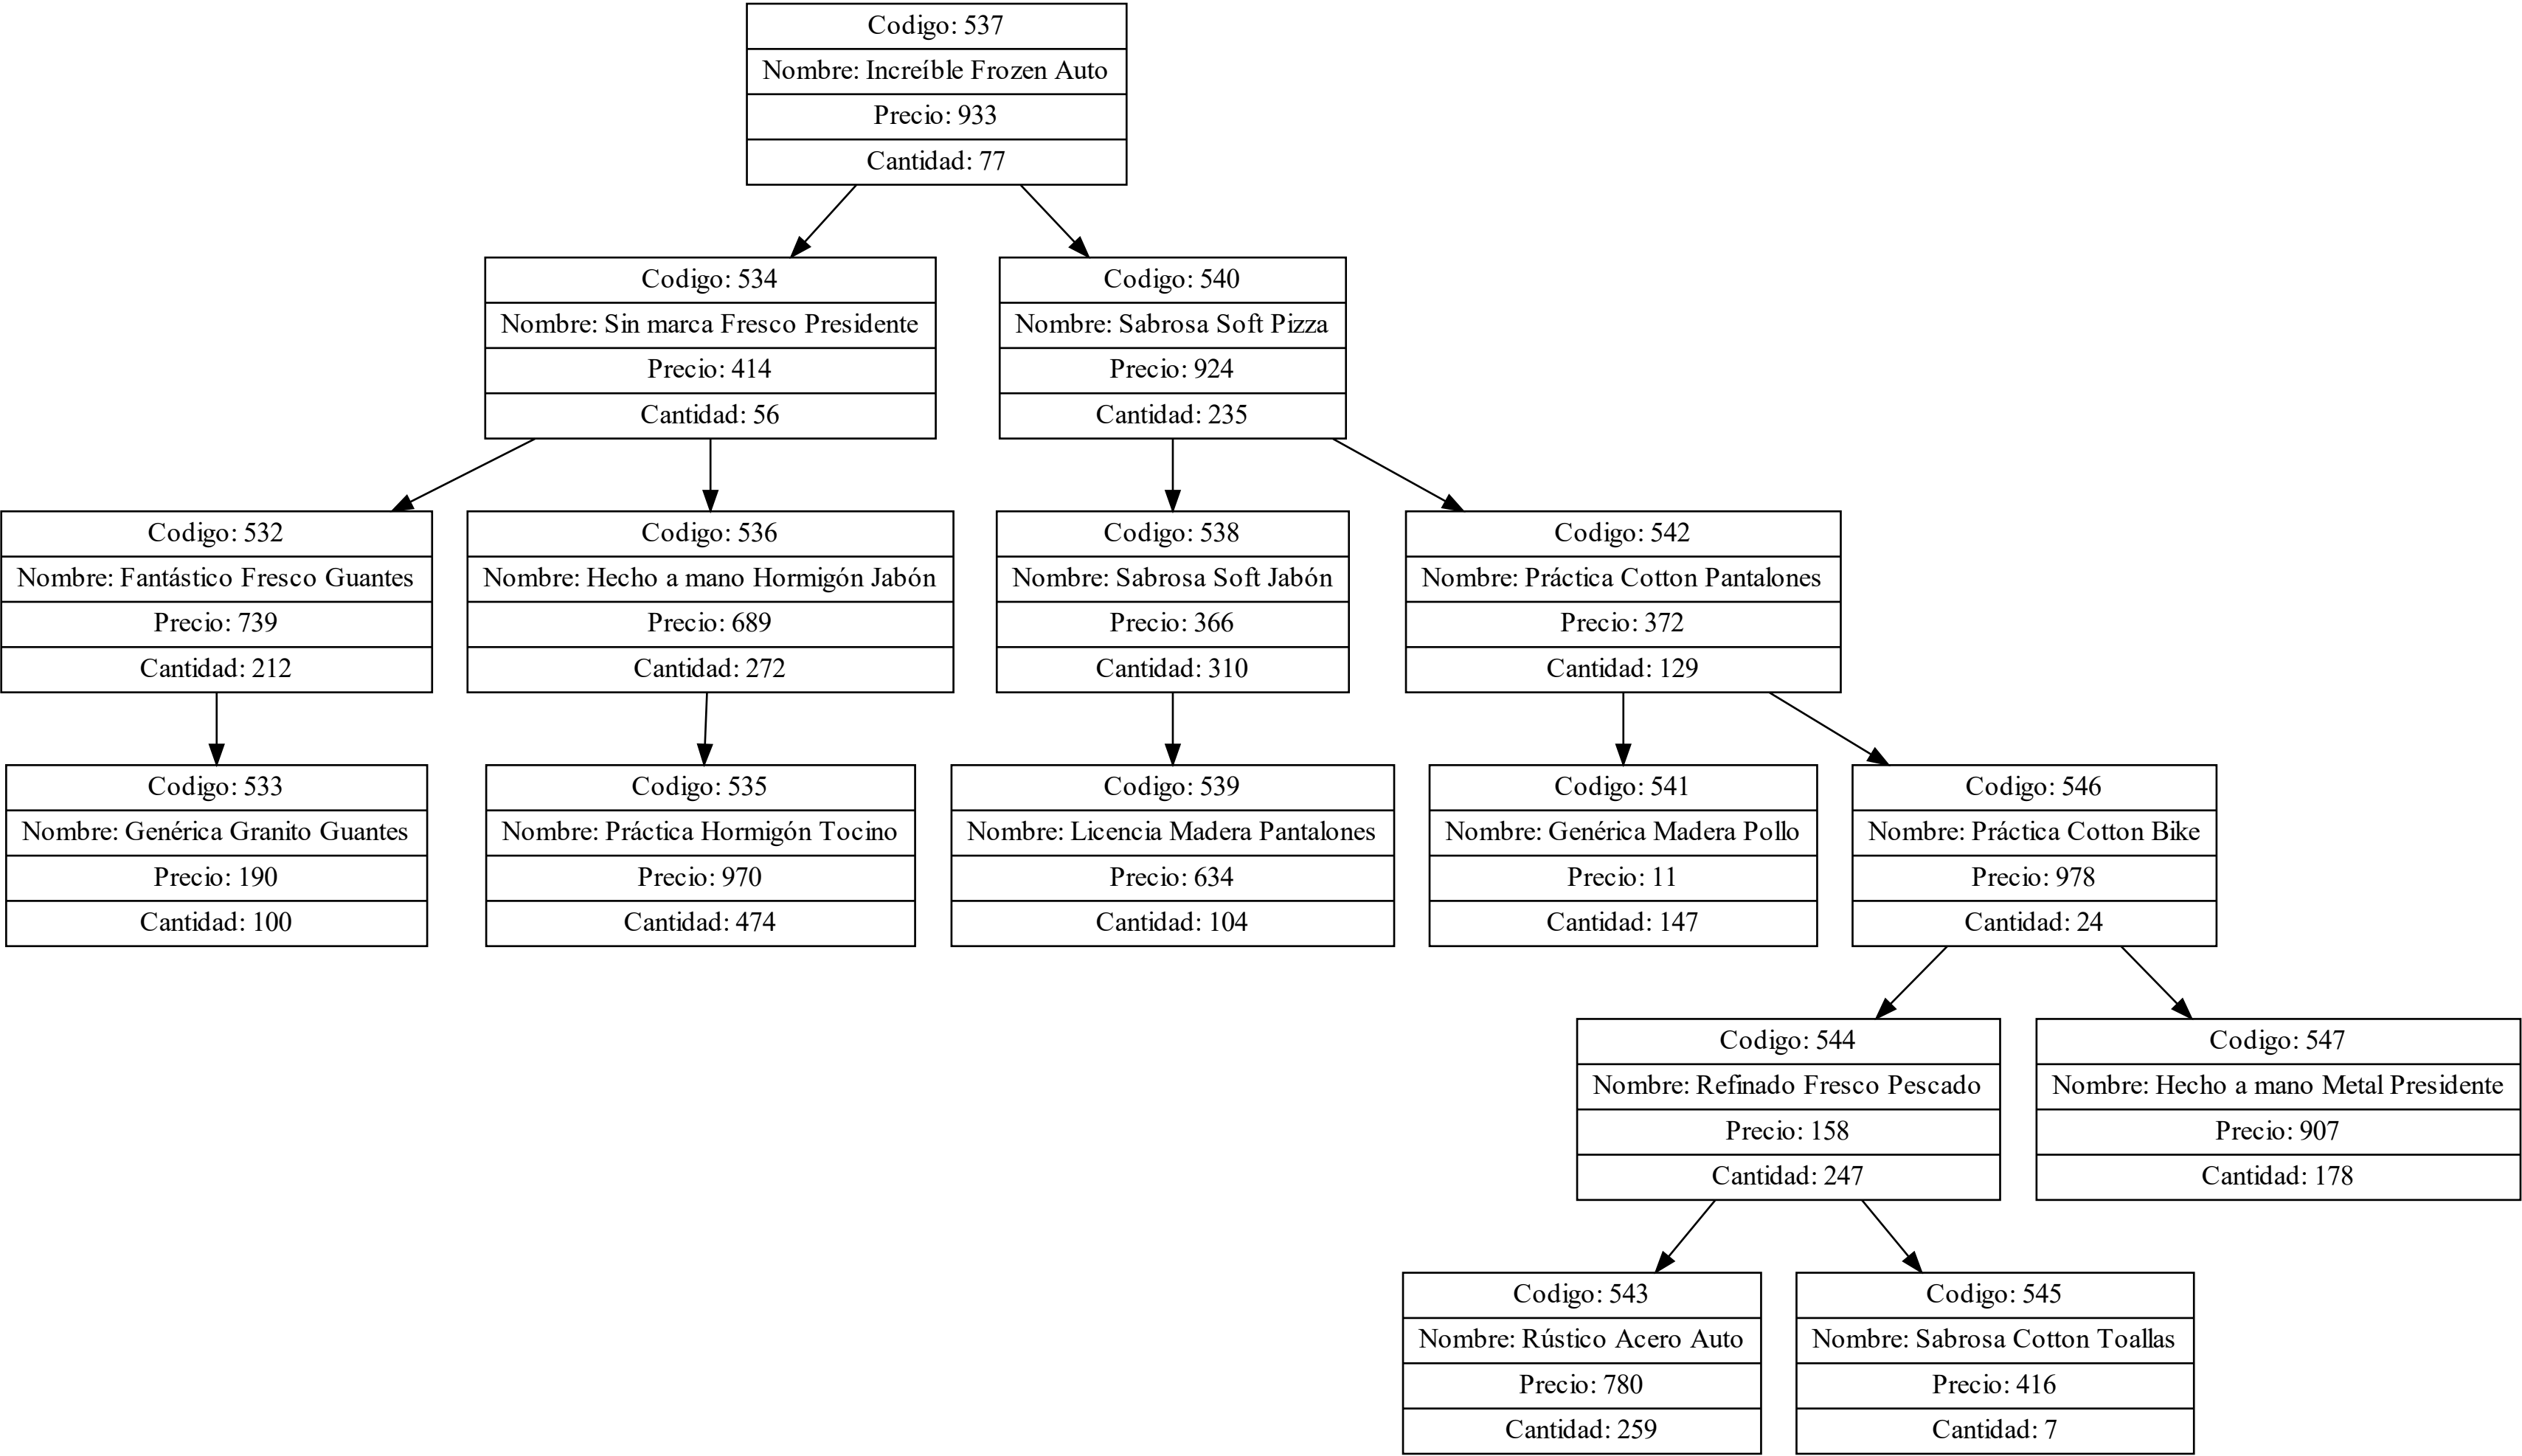 Codigo: 537
Nombre: Increíble Frozen Auto
Precio: 933
Cantidad: 77
Codigo: 534
Nombre: Sin marca Fresco Presidente
Precio: 414
Cantidad: 56
Codigo: 540
Nombre: Sabrosa Soft Pizza
Precio: 924
Cantidad: 235
Codigo: 532
Nombre: Fantástico Fresco Guantes
Precio: 739
Cantidad: 212
Codigo: 536
Nombre: Hecho a mano Hormigón Jabón
Precio: 689
Cantidad: 272
Codigo: 538
Nombre: Sabrosa Soft Jabón
Precio: 366
Cantidad: 310
Codigo: 542
Nombre: Práctica Cotton Pantalones
Precio: 372
Cantidad: 129
Codigo: 533
Nombre: Genérica Granito Guantes
Precio: 190
Cantidad: 100
Codigo: 535
Nombre: Práctica Hormigón Tocino
Precio: 970
Cantidad: 474
Codigo: 539
Nombre: Licencia Madera Pantalones
Precio: 634
Cantidad: 104
Codigo: 541
Nombre: Genérica Madera Pollo
Precio: 11
Cantidad: 147
Codigo: 546
Nombre: Práctica Cotton Bike
Precio: 978
Cantidad: 24
Codigo: 544
Nombre: Refinado Fresco Pescado
Precio: 158
Cantidad: 247
Codigo: 547
Nombre: Hecho a mano Metal Presidente
Precio: 907
Cantidad: 178
Codigo: 543
Nombre: Rústico Acero Auto
Precio: 780
Cantidad: 259
Codigo: 545
Nombre: Sabrosa Cotton Toallas
Precio: 416
Cantidad: 7